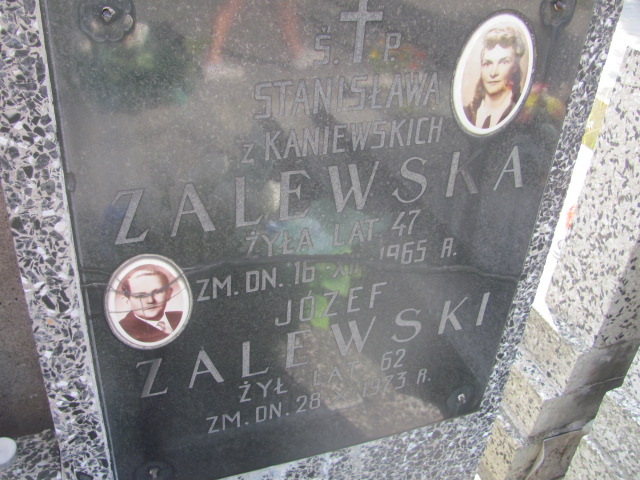 Ś. P.
STANISŁAWA
Z KANIEWSKICH
ZALEWSKA
ŻYŁA LAT 47
ZM. DN. 16 1965 R.
JÓZEF
ZALEWSKI
ŻYŁ LAT 62
ZM. DN. 28 1973 R.